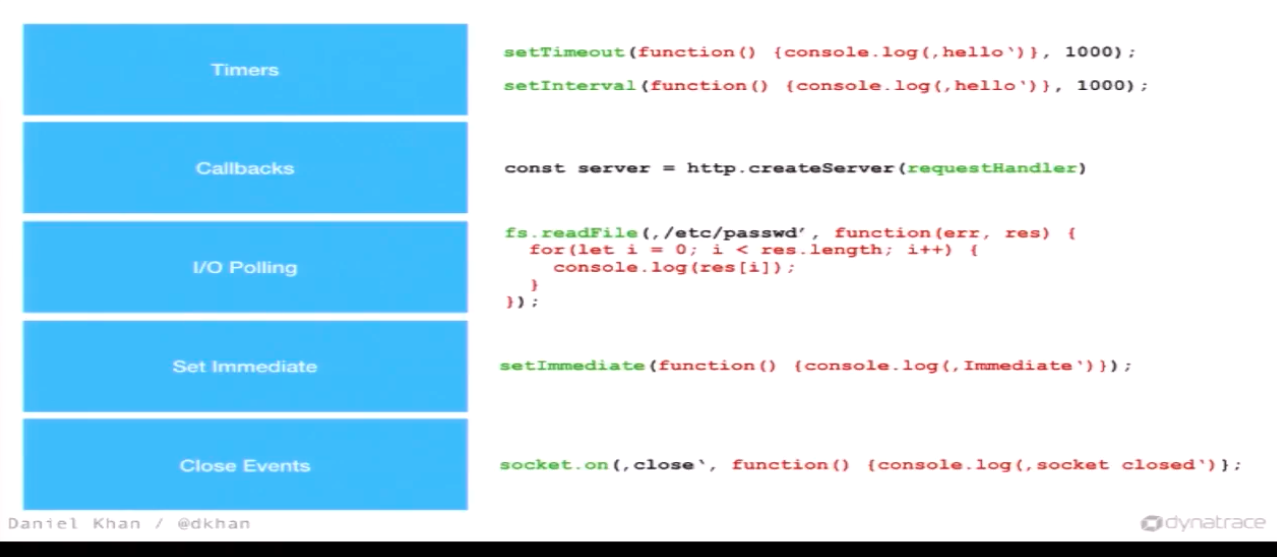 Timers
setTimeout(function() {console.log(‚hello‘)}, 1000);
setInterval(function() {console.log(‚hello‘)}, 1000);
Callbacks
const server = http.createServer(requestHandler)
I/O Polling
fs.readFile(‚/etc/passwd’, function(err, res) {
for(let i = 0; i < res.length; i++) {
console.log(res[i]);
}
});
Set Immediate
setImmediate(function() {console.log(‚Immediate‘)});
Close Events
socket.on(‚close‘, function() {console.log(‚socket closed‘)};
Daniel Khan / @dkhan
dynatrace